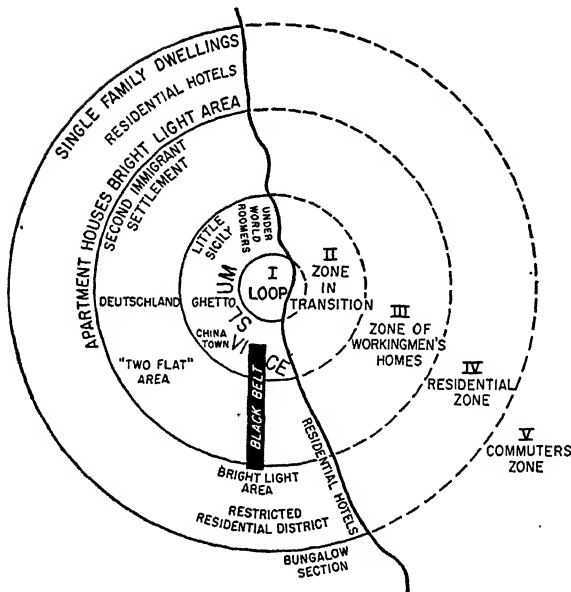 SINGLE FAMILY DWELLINGS
RESIDENTIAL HOTELS
BRIGHT LIGHT AREA
APARTMENT HOUSES
SECOND IMMIGRANT
SETTLEMENT
LITTLE
SICILY
UNDER
WORLD
ROOMERS
I
LOOP
II
ZONE
IN
TRANSITION
DEUTSCHLAND
GHETTO
SLUM
CHINA
TOWN
VICE
III
ZONE OF
WORKINGMEN'S
HOMES
"TWO FLAT"
AREA
BLACK BELT
IV
RESIDENTIAL
ZONE
V
COMMUTERS
ZONE
BRIGHT LIGHT
AREA
RESIDENTIAL HOTELS
RESTRICTED
RESIDENTIAL DISTRICT
BUNGALOW
SECTION